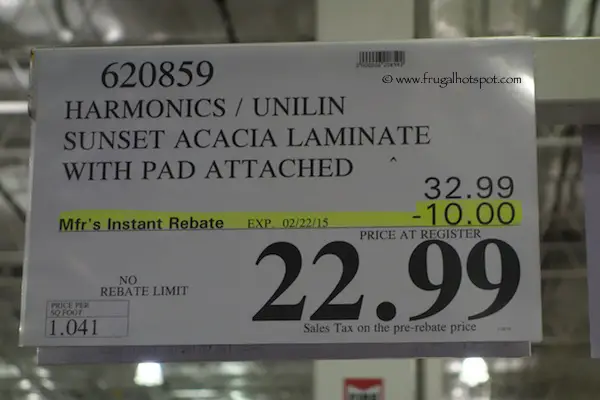 620859
© www.frugalhotspot.com
HARMONICS / UNILIN
SUNSET ACACIA LAMINATE
WITH PAD ATTACHED
32.99
Mfr's Instant Rebate EXP. 02/22/15 -10.00
PRICE AT REGISTER
22.99
NO
REBATE LIMIT
PRICE PER
SQ FOOT
1.041
Sales Tax on the pre-rebate price